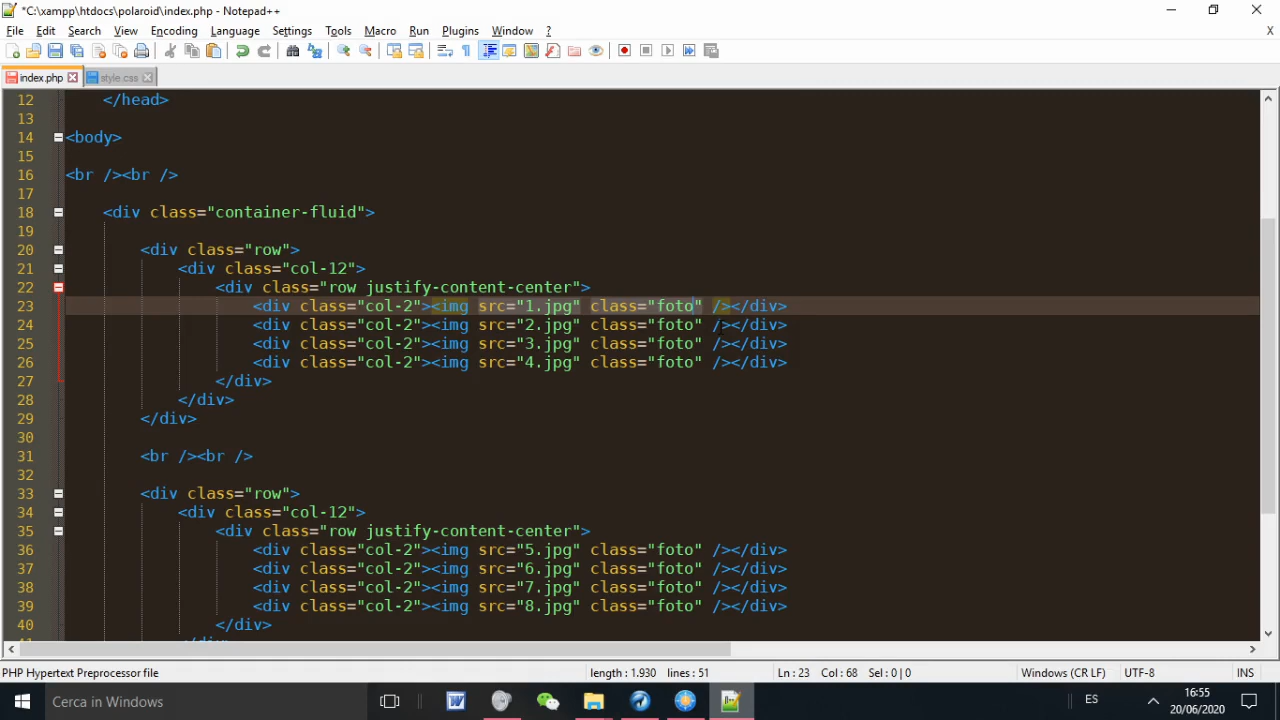 *C:\xampp\htdocs\polaroid\index.php - Notepad++
File Edit Search View Encoding Language Settings Tools Macro Run Plugins Window ? X
index.php style.css
12 </head>
13
14 <body>
15
16 <br /><br />
17
18 <div class="container-fluid">
19
20 <div class="row">
21 <div class="col-12">
22 <div class="row justify-content-center">
23 <div class="col-2"><img src="1.jpg" class="foto" /></div>
24 <div class="col-2"><img src="2.jpg" class="foto" /></div>
25 <div class="col-2"><img src="3.jpg" class="foto" /></div>
26 <div class="col-2"><img src="4.jpg" class="foto" /></div>
27 </div>
28 </div>
29 </div>
30
31 <br /><br />
32
33 <div class="row">
34 <div class="col-12">
35 <div class="row justify-content-center">
36 <div class="col-2"><img src="5.jpg" class="foto" /></div>
37 <div class="col-2"><img src="6.jpg" class="foto" /></div>
38 <div class="col-2"><img src="7.jpg" class="foto" /></div>
39 <div class="col-2"><img src="8.jpg" class="foto" /></div>
40 </div>
PHP Hypertext Preprocessor file length : 1.930 lines : 51 Ln : 23 Col : 68 Sel : 0 | 0 Windows (CR LF) UTF-8 INS
Cerca in Windows ES 16:55
20/06/2020